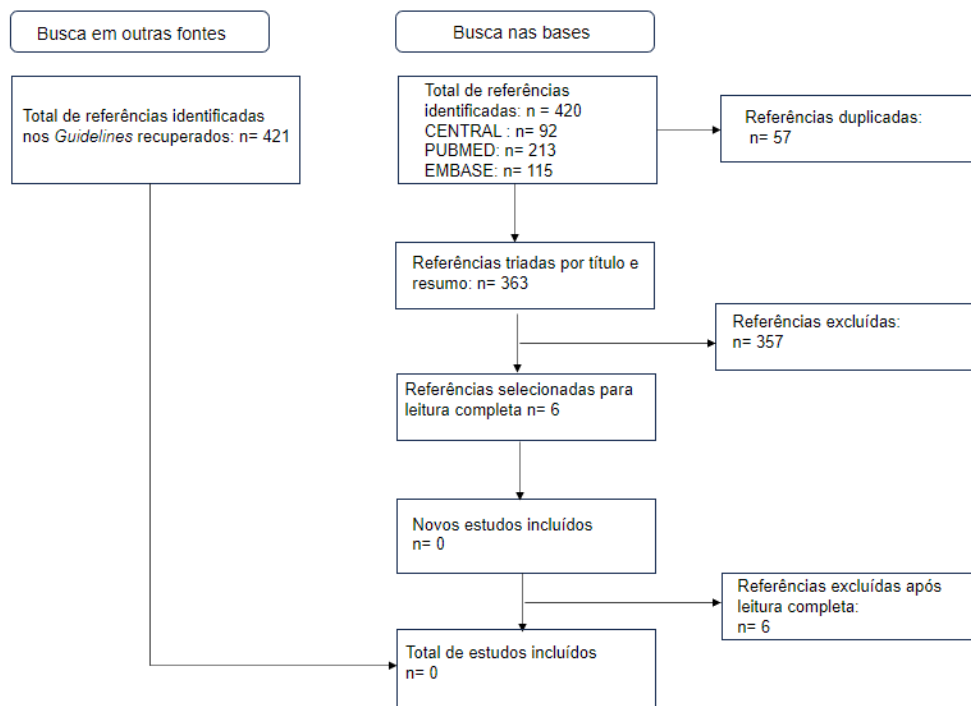 Busca em outras fontes
Busca nas bases
Total de referências identificadas
nos Guidelines recuperados: n= 421
Total de referências
identificadas: n = 420
CENTRAL : n= 92
PUBMED: n= 213
EMBASE: n= 115
Referências duplicadas:
n= 57
Referências triadas por título e
resumo: n= 363
Referências excluídas:
n= 357
Referências selecionadas para
leitura completa n= 6
Novos estudos incluídos
n= 0
Referências excluídas após
leitura completa:
n= 6
Total de estudos incluídos
n= 0